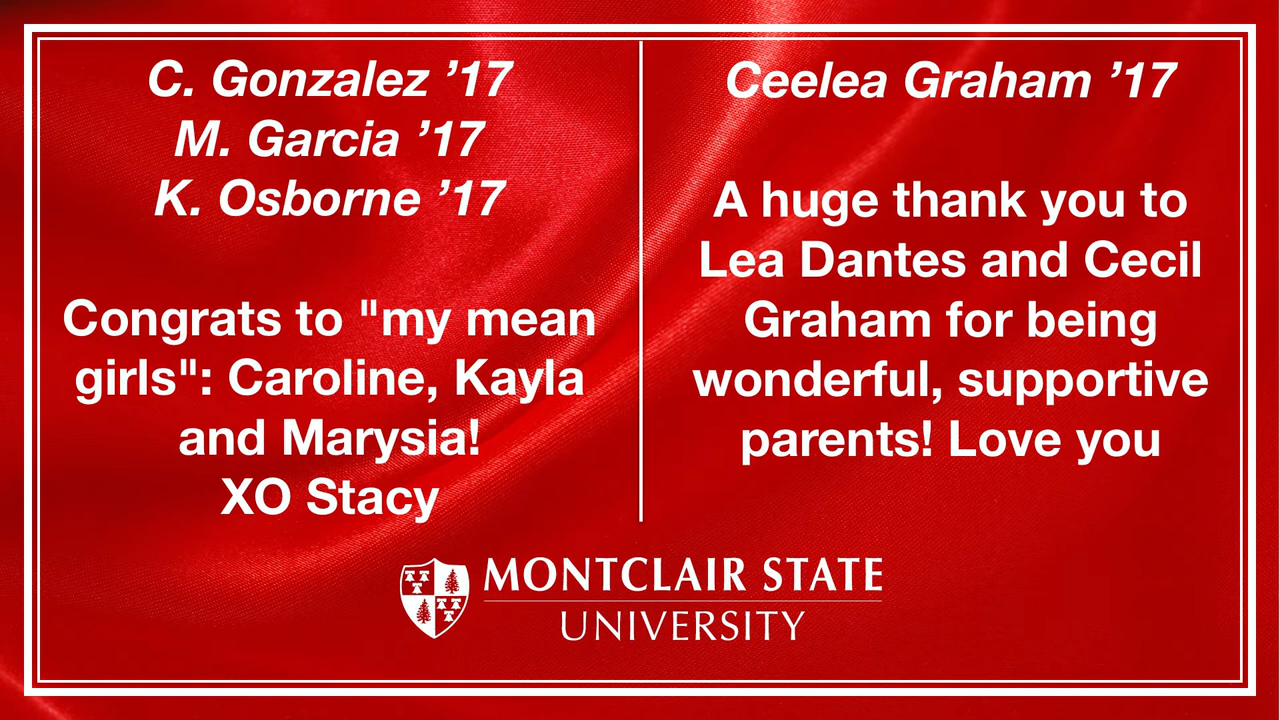 C. Gonzalez ’17
M. Garcia ’17
K. Osborne ’17
Congrats to "my mean
girls": Caroline, Kayla
and Marysia!
XO Stacy
Ceelea Graham ’17
A huge thank you to
Lea Dantes and Cecil
Graham for being
wonderful, supportive
parents! Love you
MONTCLAIR STATE
UNIVERSITY